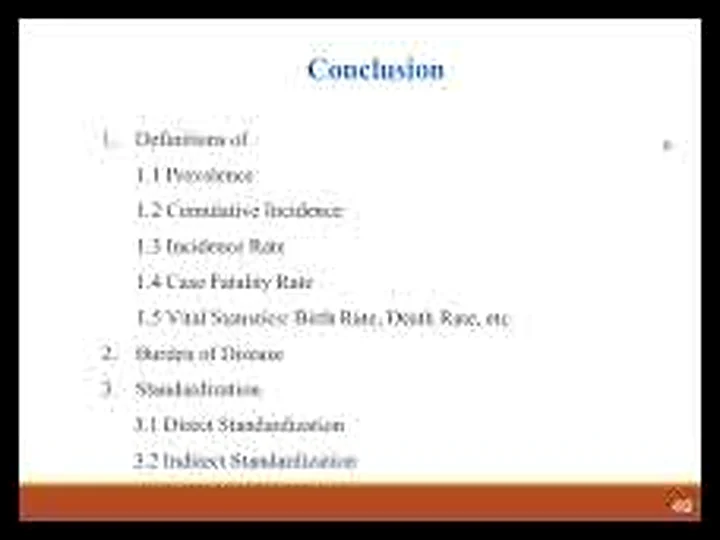 Conclusion
1. Definitions of
1.1 Prevalence
1.2 Cumulative Incidence
1.3 Incidence Rate
1.4 Case Fatality Rate
1.5 Vital Statistics: Birth Rate, Death Rate, etc
2. Burden of Disease
3. Standardization
3.1 Direct Standardization
3.2 Indirect Standardization